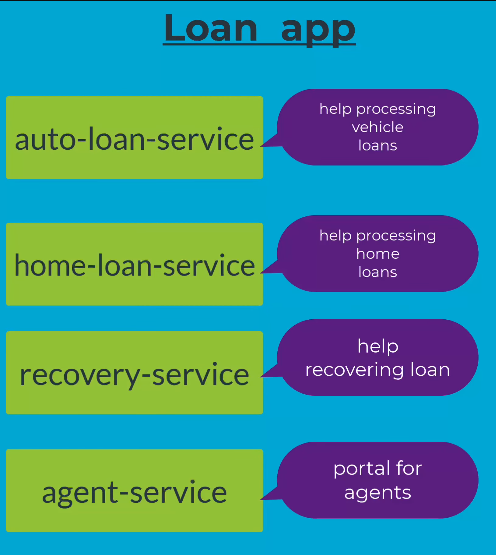 Loan app
auto-loan-service
help processing
vehicle
loans
home-loan-service
help processing
home
loans
recovery-service
help
recovering loan
agent-service
portal for
agents